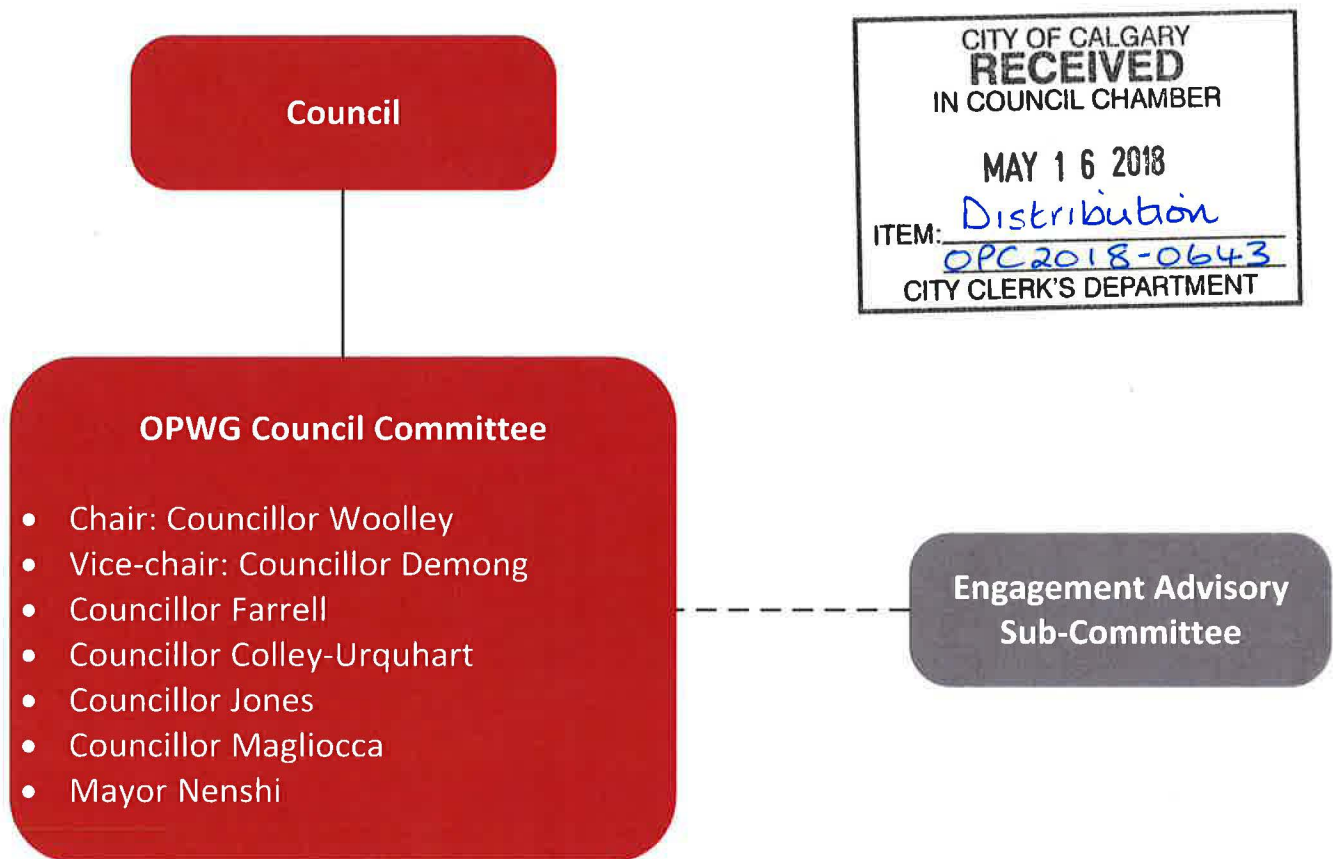 Council
CITY OF CALGARY
RECEIVED
IN COUNCIL CHAMBER
MAY 16 2018
ITEM: Distribution
OPC2018-0643
CITY CLERK'S DEPARTMENT
OPWG Council Committee
• Chair: Councillor Woolley
• Vice-chair: Councillor Demong
• Councillor Farrell
• Councillor Colley-Urquhart
• Councillor Jones
• Councillor Magliocca
• Mayor Nenshi
Engagement Advisory
Sub-Committee